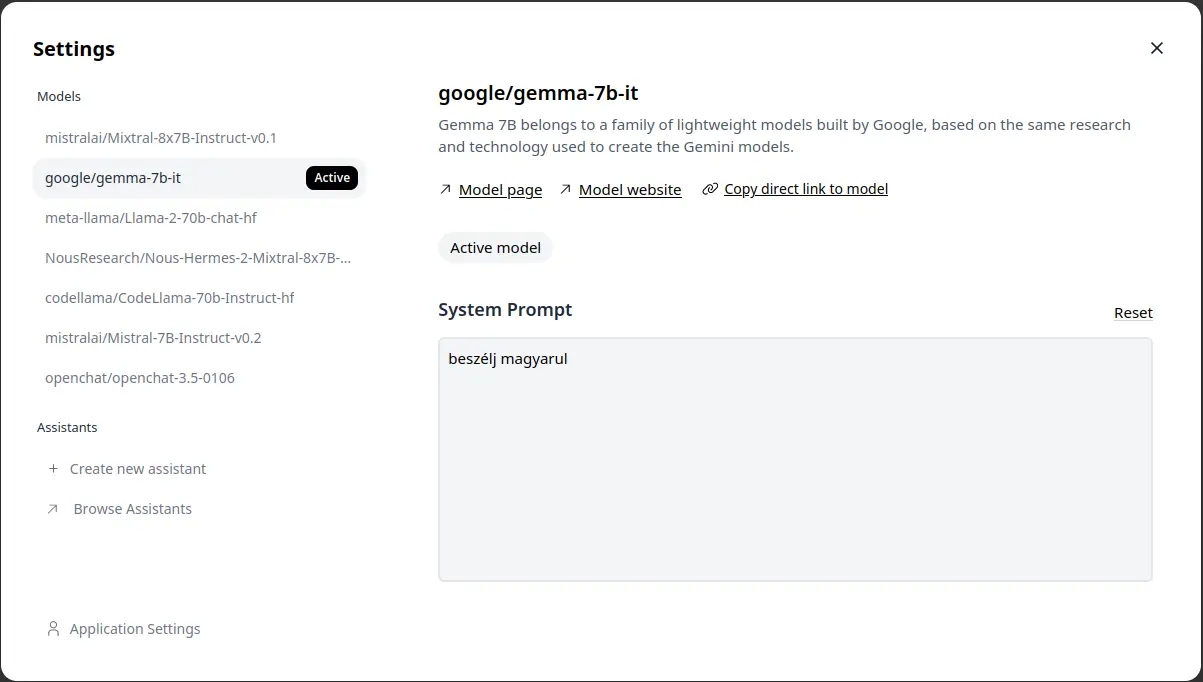 Settings
Models
mistralai/Mixtral-8x7B-Instruct-v0.1
google/gemma-7b-it
Active
meta-llama/Llama-2-70b-chat-hf
NousResearch/Nous-Hermes-2-Mixtral-8x7B-...
codellama/CodeLlama-70b-Instruct-hf
mistralai/Mistral-7B-Instruct-v0.2
openchat/openchat-3.5-0106
Assistants
Create new assistant
Browse Assistants
Application Settings
google/gemma-7b-it
Gemma 7B belongs to a family of lightweight models built by Google, based on the same research
and technology used to create the Gemini models.
Model page Model website Copy direct link to model
Active model
System Prompt
Reset
beszélj magyarul